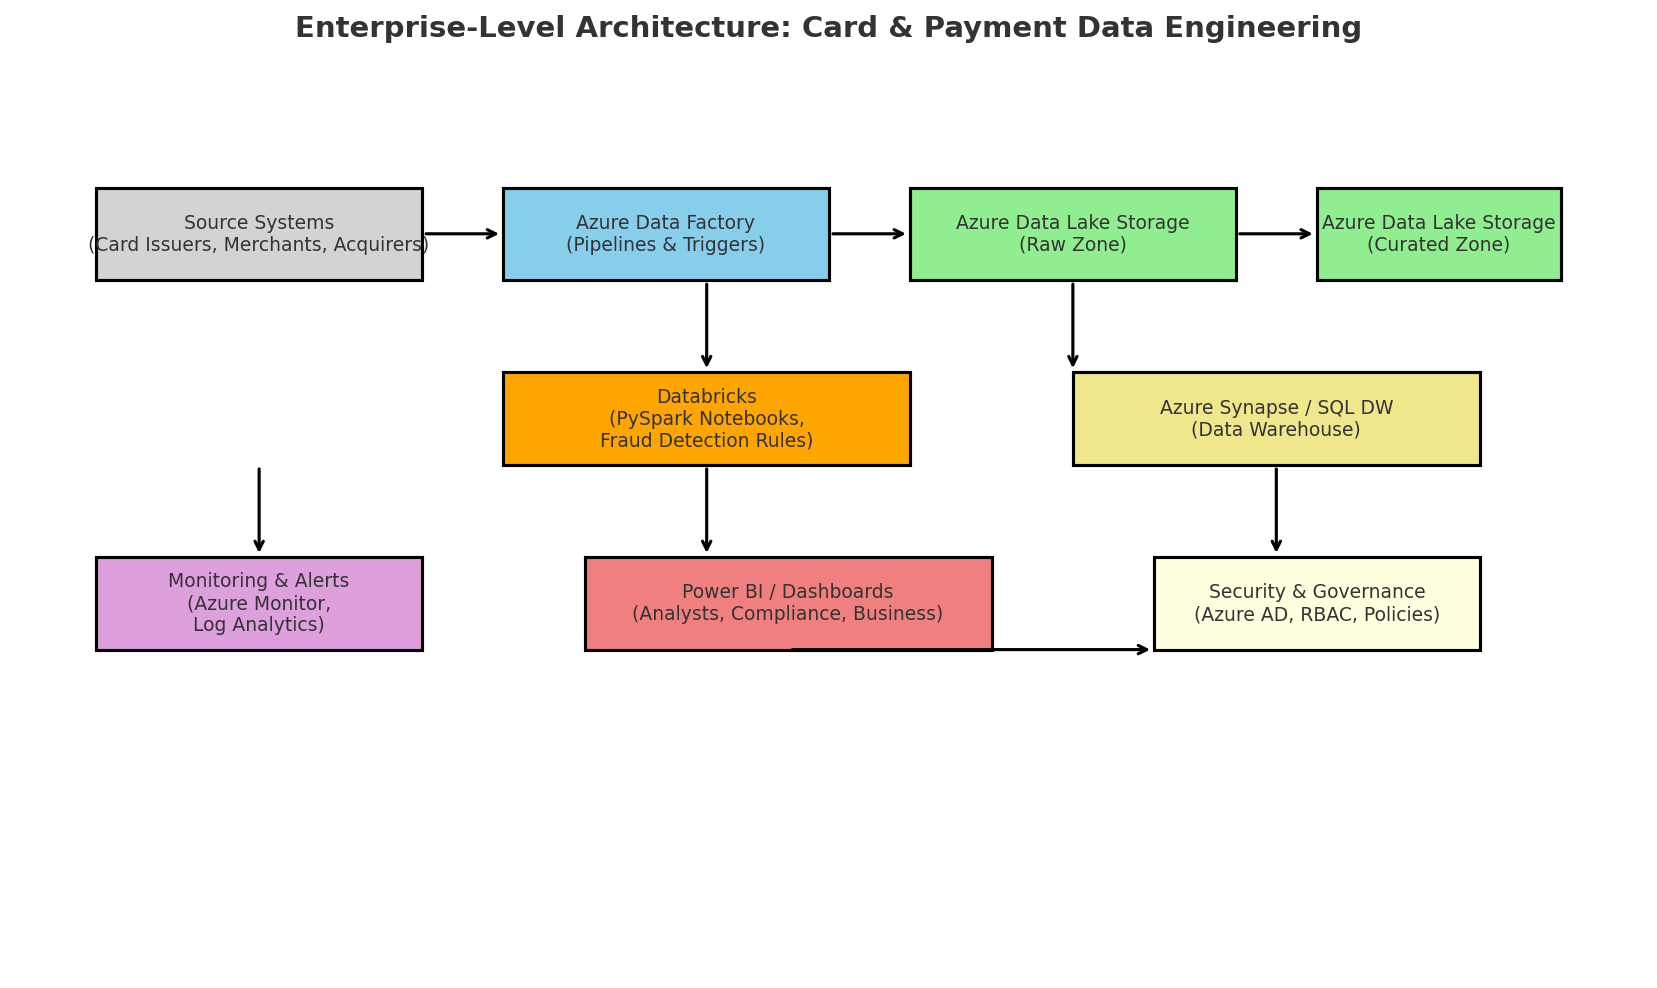 Enterprise-Level Architecture: Card & Payment Data Engineering
Source Systems
(Card Issuers, Merchants, Acquirers)
Azure Data Factory
(Pipelines & Triggers)
Azure Data Lake Storage
(Raw Zone)
Azure Data Lake Storage
(Curated Zone)
Databricks
(PySpark Notebooks,
Fraud Detection Rules)
Azure Synapse / SQL DW
(Data Warehouse)
Monitoring & Alerts
(Azure Monitor,
Log Analytics)
Power BI / Dashboards
(Analysts, Compliance, Business)
Security & Governance
(Azure AD, RBAC, Policies)